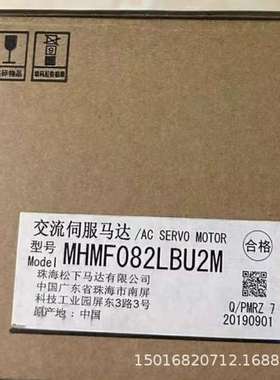 交流伺服马达/AC SERVO MOTOR
型号
Model MHMF082LBU2M
合格
珠海松下马达有限公司
中国广东省珠海市南屏
科技工业园屏东3路3号
原产地：中国
Q/PMRZ 7
20190901
15016820712.1688